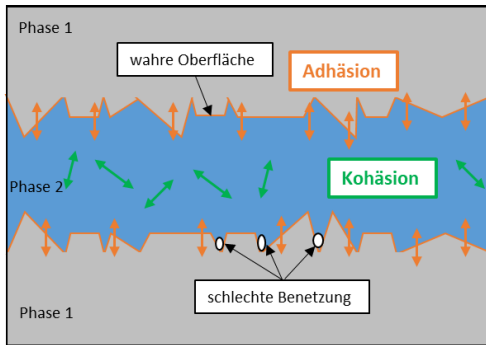 Phase 1
wahre Oberfläche
Adhäsion
Kohäsion
Phase 2
schlechte Benetzung
Phase 1